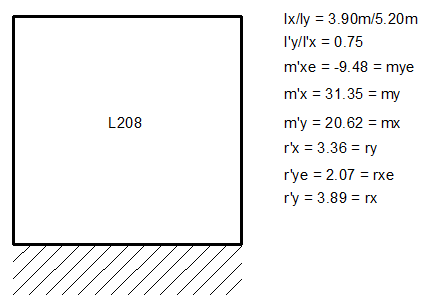 lx/ly = 3.90m/5.20m
l'y/l'x = 0.75
m'xe = -9.48 = mye
m'x = 31.35 = my
L208
m'y = 20.62 = mx
r'x = 3.36 = ry
r'ye = 2.07 = rxe
r'y = 3.89 = rx